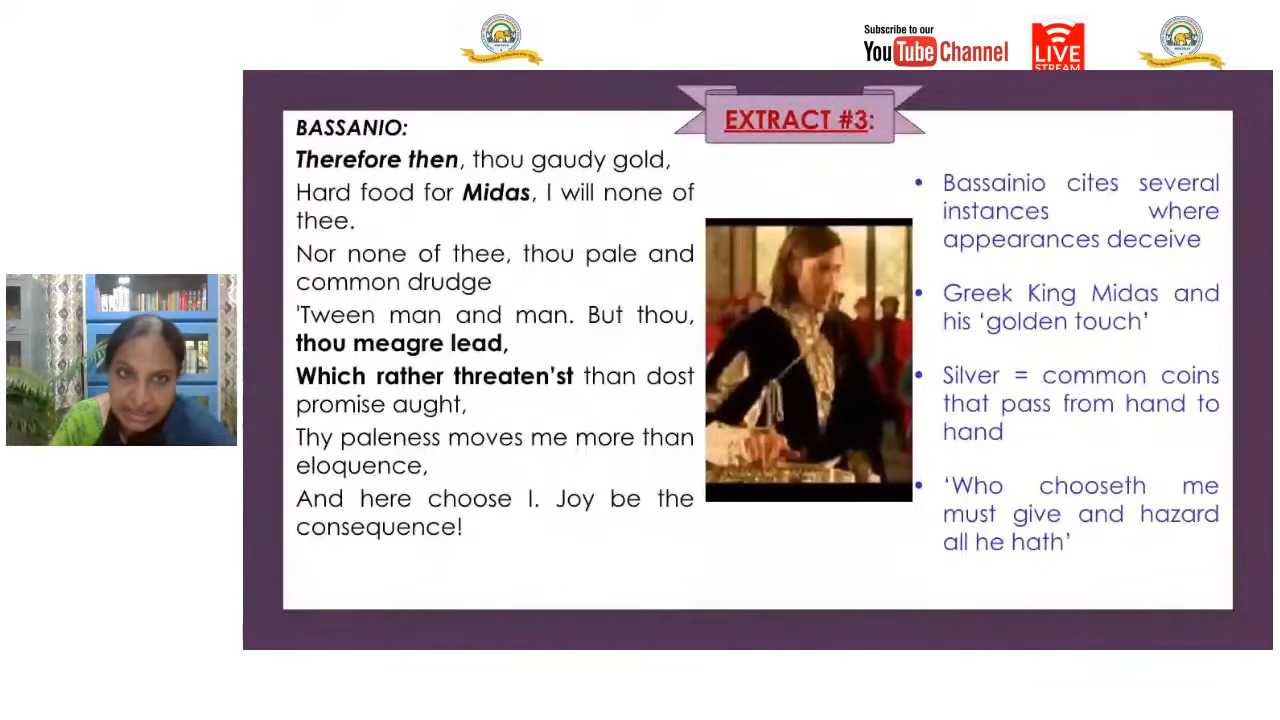 Subscribe to our
YouTube Channel
LIVE
STREAM
EXTRACT #3:
BASSANIO:
Therefore then, thou gaudy gold,
Hard food for Midas, I will none of
thee.
Nor none of thee, thou pale and
common drudge
'Tween man and man. But thou,
thou meagre lead,
Which rather threaten’st than dost
promise aught,
Thy paleness moves me more than
eloquence,
And here choose I. Joy be the
consequence!
• Bassainio cites several
instances where
appearances deceive
• Greek King Midas and
his ‘golden touch’
• Silver = common coins
that pass from hand to
hand
• ‘Who chooseth me
must give and hazard
all he hath’